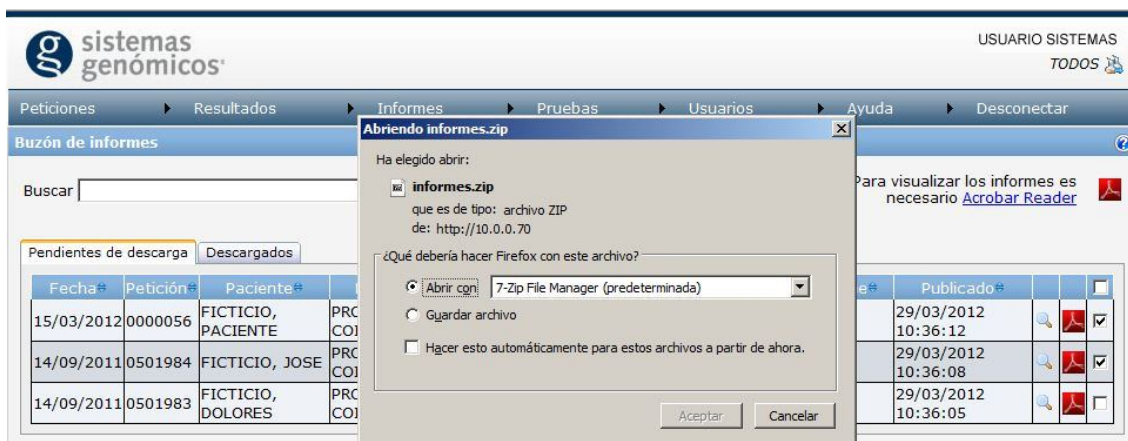 sistemas
genómicos
USUARIO SISTEMAS
TODOS
Peticiones Resultados Informes Pruebas Usuarios Ayuda Desconectar
Buzón de informes
Buscar
Para visualizar los informes es
necesario Acrobar Reader
Abriendo informes.zip
Ha elegido abrir:
informes.zip
que es de tipo: archivo ZIP
de: http://10.0.0.70
¿Qué debería hacer Firefox con este archivo?
Abrir con 7-Zip File Manager (predeterminada)
Guardar archivo
Hacer esto automáticamente para estos archivos a partir de ahora.
Aceptar Cancelar
Pendientes de descarga Descargados
Fecha Petición Paciente Publicado
15/03/2012 0000056 FICTICIO, PRO 29/03/2012
PACIENTE 10:36:12
14/09/2011 0501984 FICTICIO, JOSE PRO 29/03/2012
10:36:08
14/09/2011 0501983 FICTICIO, PRO 29/03/2012
DOLORES 10:36:05